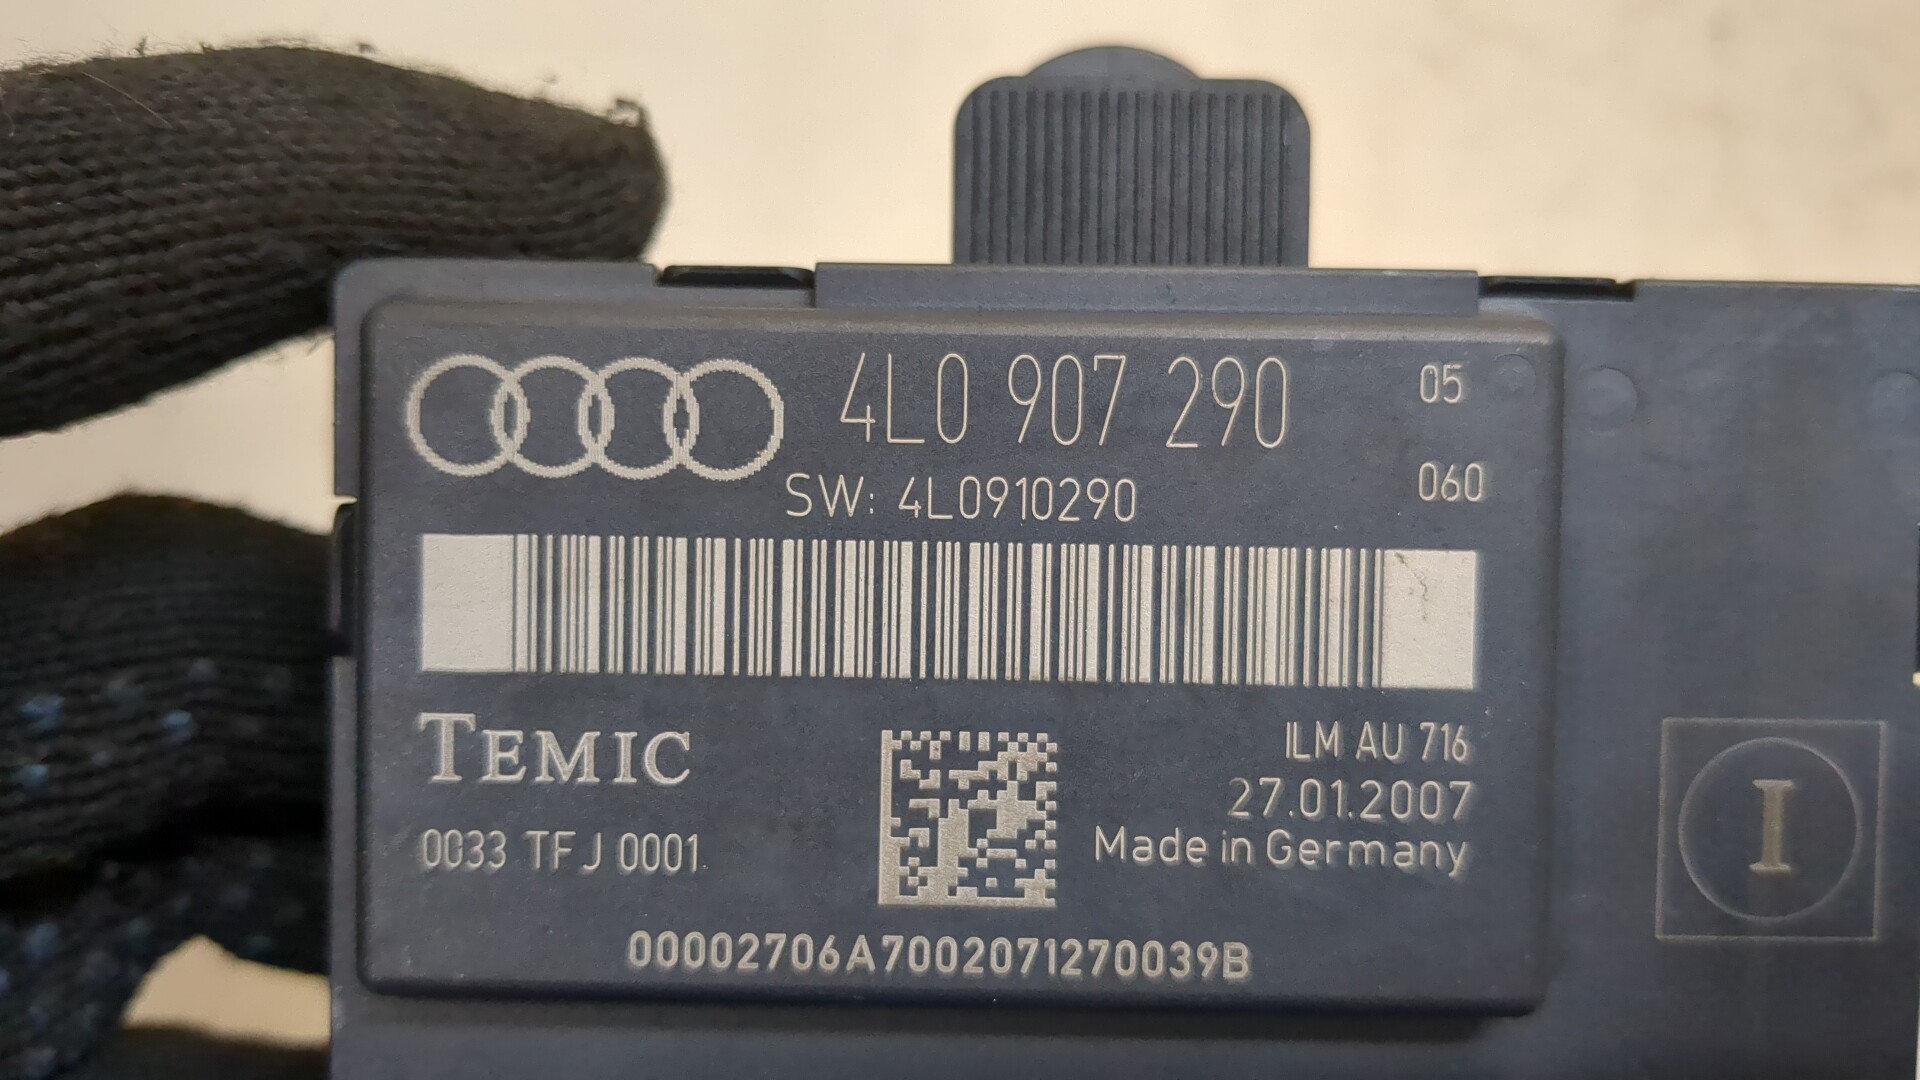 4L0 907 290 05
SW: 4L0910290 060
TEMIC
ILM AU 716
27.01.2007
0033 TFJ 0001
Made in Germany
00002706A7002071270039B
I